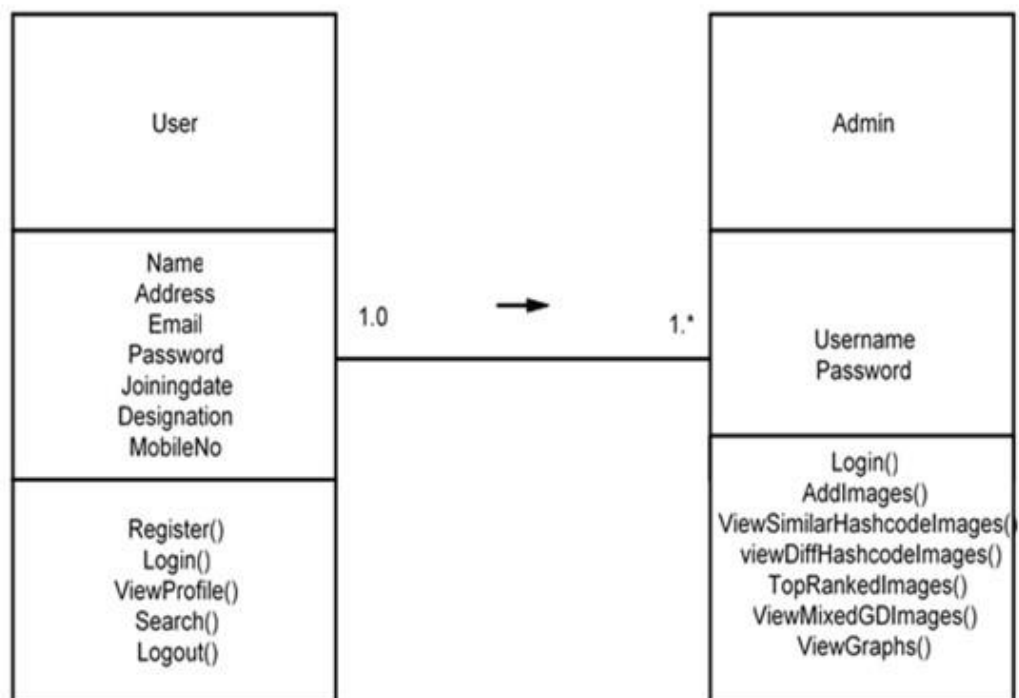 User
Name
Address
Email
Password
Joiningdate
Designation
MobileNo
Register()
Login()
ViewProfile()
Search()
Logout()
1.0
1.*
Admin
Username
Password
Login()
AddImages()
ViewSimilarHashcodeImages()
viewDiffHashcodeImages()
TopRankedImages()
ViewMixedGDImages()
ViewGraphs()